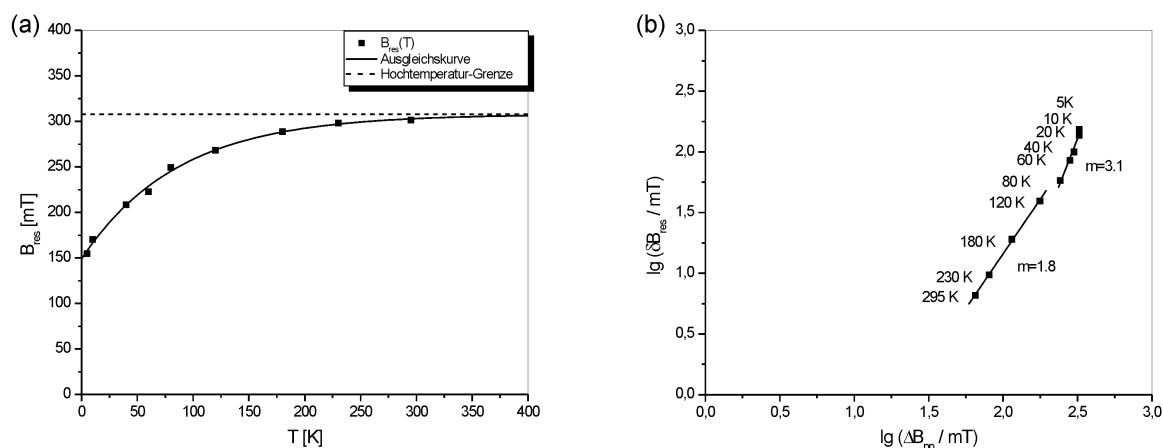 (a)
400
350
300
250
200
150
100
50
0
B_res [mT]
0 50 100 150 200 250 300 350 400
T [K]
B_res(T)
Ausgleichskurve
Hochtemperatur-Grenze
(b)
3,0
2,5
2,0
1,5
1,0
0,5
0,0
lg (δB_res / mT)
0,0 0,5 1,0 1,5 2,0 2,5 3,0
lg (ΔB_pp / mT)
5K
10 K
20 K
40 K
60 K
80 K
120 K
180 K
230 K
295 K
m=3.1
m=1.8